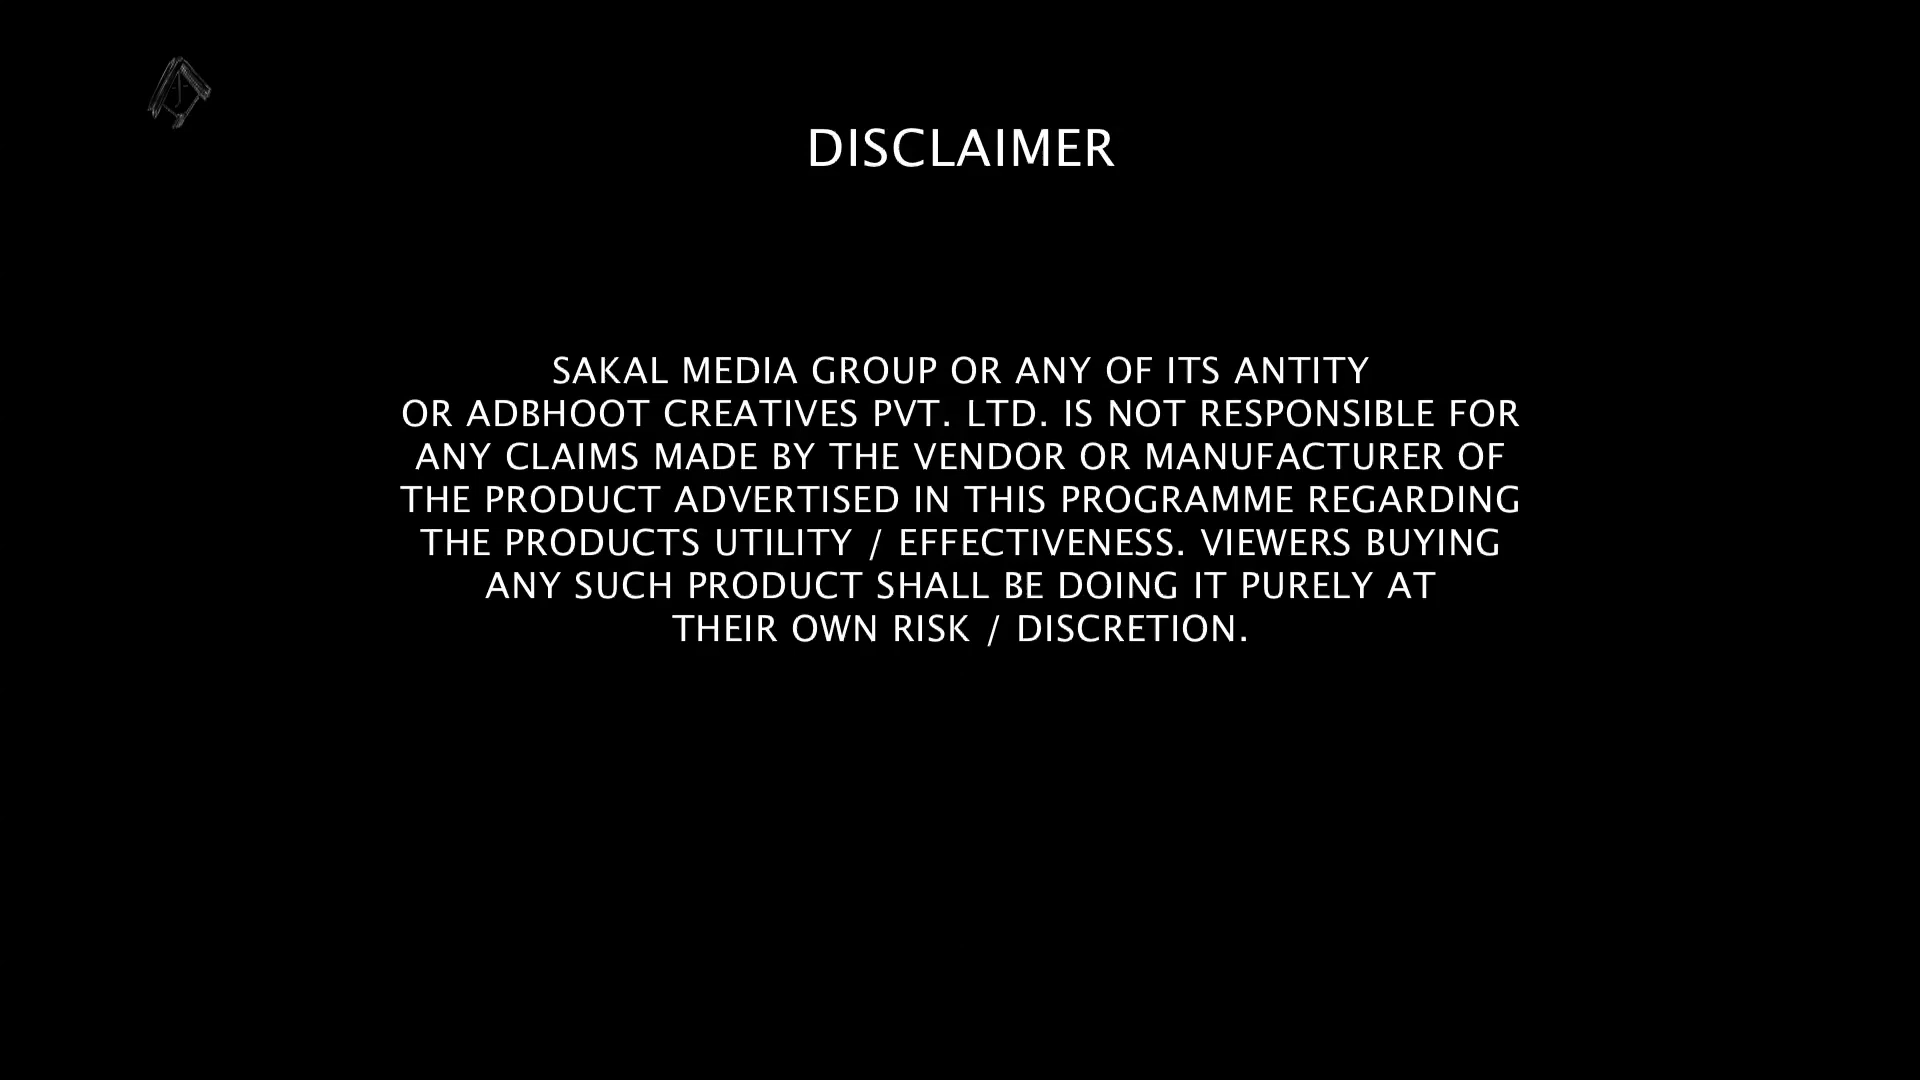 DISCLAIMER
SAKAL MEDIA GROUP OR ANY OF ITS ANTITY
OR ADBHOOT CREATIVES PVT. LTD. IS NOT RESPONSIBLE FOR
ANY CLAIMS MADE BY THE VENDOR OR MANUFACTURER OF
THE PRODUCT ADVERTISED IN THIS PROGRAMME REGARDING
THE PRODUCTS UTILITY / EFFECTIVENESS. VIEWERS BUYING
ANY SUCH PRODUCT SHALL BE DOING IT PURELY AT
THEIR OWN RISK / DISCRETION.